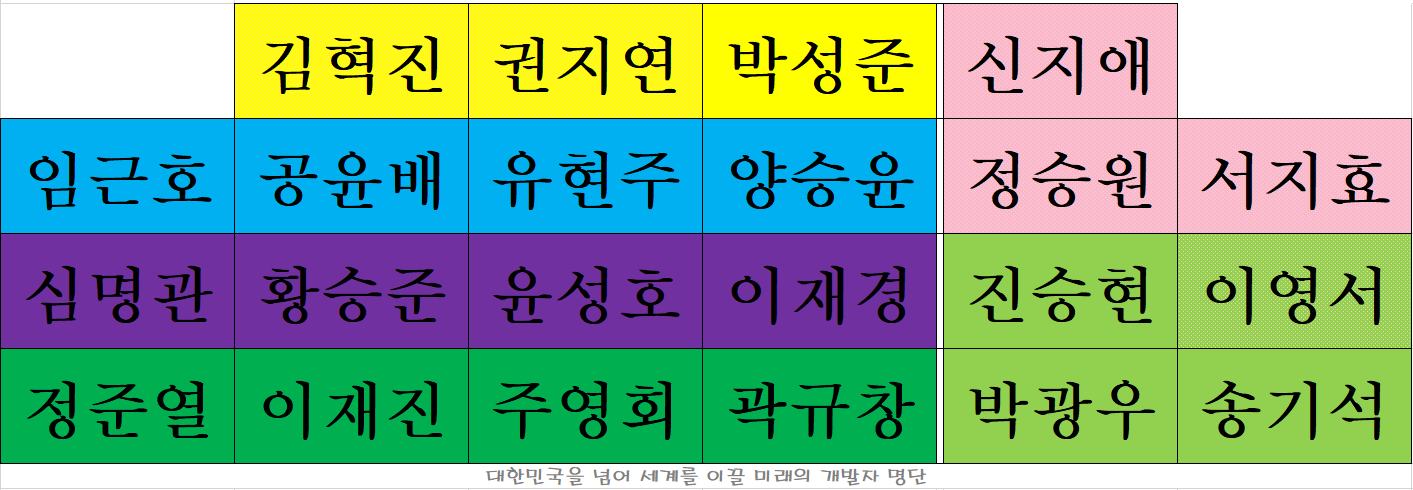 김혁진 권지연 박성준 신지애
임근호 공윤배 유현주 양승윤 정승원 서지효
심명관 황승준 윤성호 이재경 진승현 이영서
정준열 이재진 주영회 곽규창 박광우 송기석
대한민국을 넘어 세계를 이끌 미래의 개발자 명단